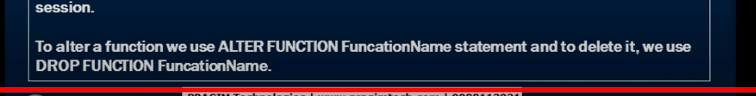 session.
To alter a function we use ALTER FUNCTION FuncationName statement and to delete it, we use
DROP FUNCTION FuncationName.